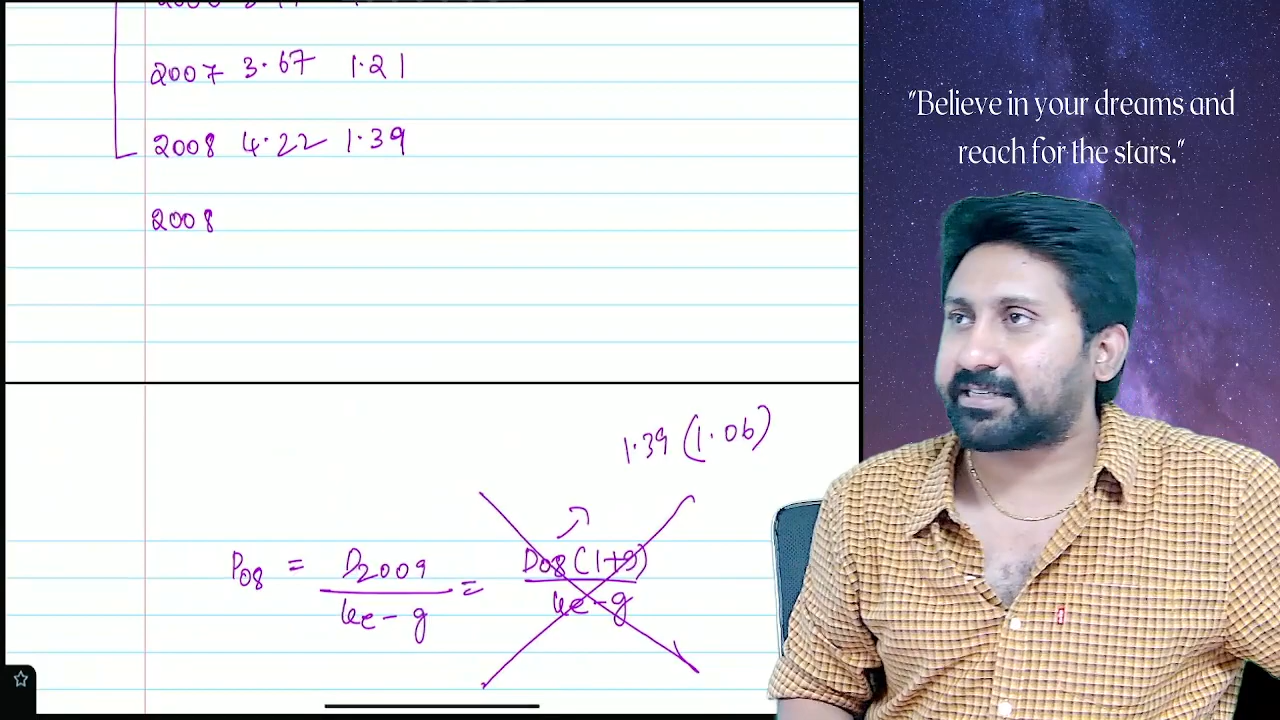 2007 3.67 1.21
2008 4.22 1.39
2008
1.39 (1.06)
P08 = D2009 / ke - g = D08 (1+g) / ke - g
"Believe in your dreams and
reach for the stars."